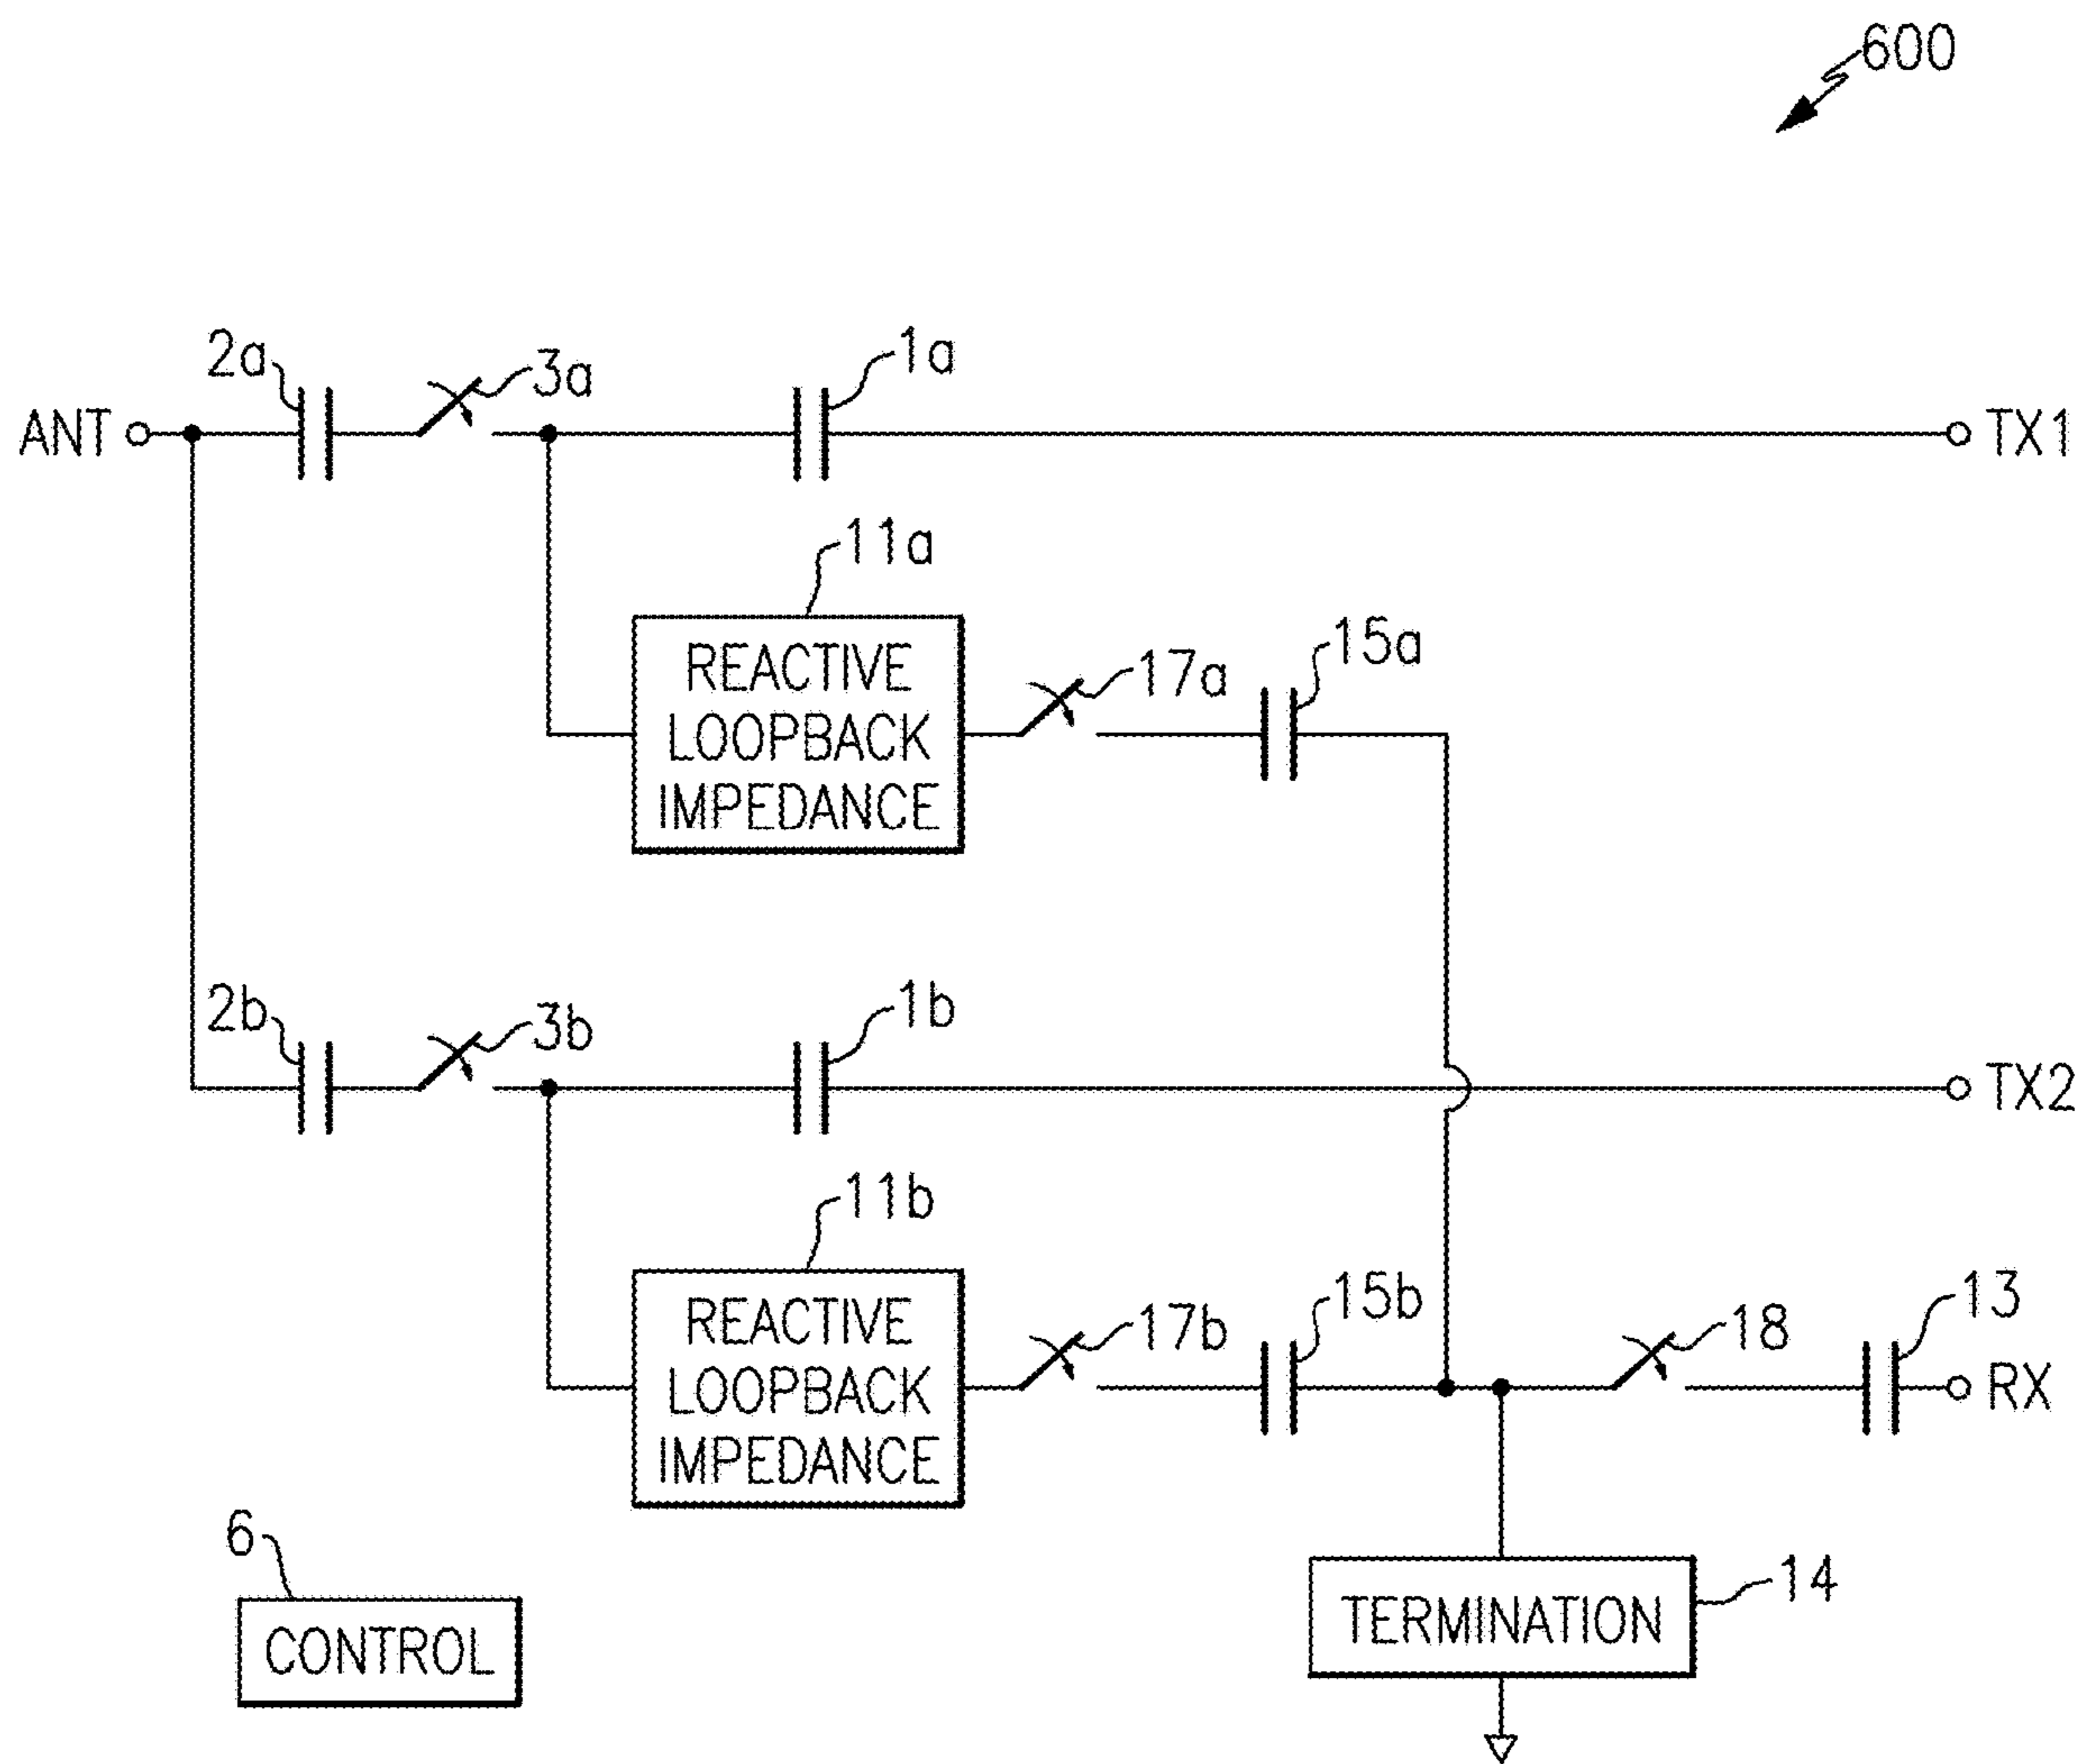 600
2a
3a
1a
ANT
TX1
11a
REACTIVE
LOOPBACK
IMPEDANCE
17a
15a
2b
3b
1b
TX2
11b
REACTIVE
LOOPBACK
IMPEDANCE
17b
15b
18
13
RX
6
CONTROL
TERMINATION
14